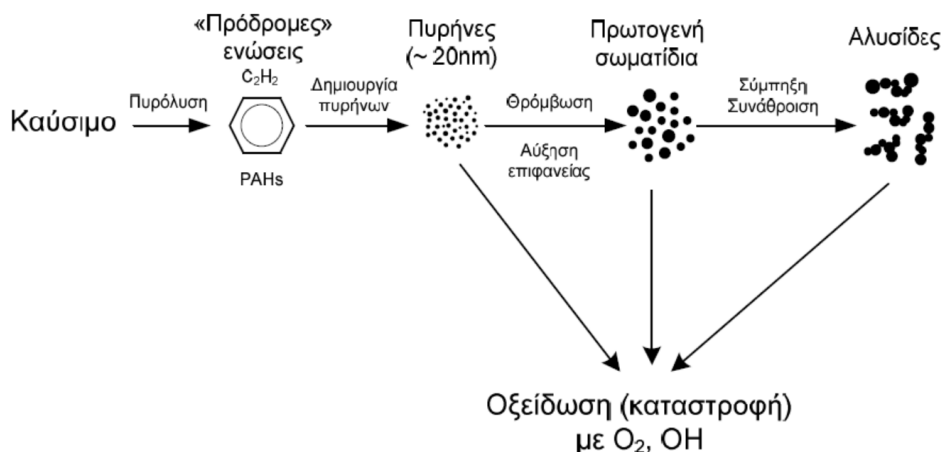 «Πρόδρομες»
ενώσεις
C₂H₂
PAHs
Πυρήνες
(~ 20nm)
Πρωτογενή
σωματίδια
Αλυσίδες
Καύσιμο
Πυρόλυση
Δημιουργία
πυρήνων
Θρόμβωση
Αύξηση
επιφανείας
Σύμπηξη
Συνάθροιση
Οξείδωση (καταστροφή)
με O₂, OH